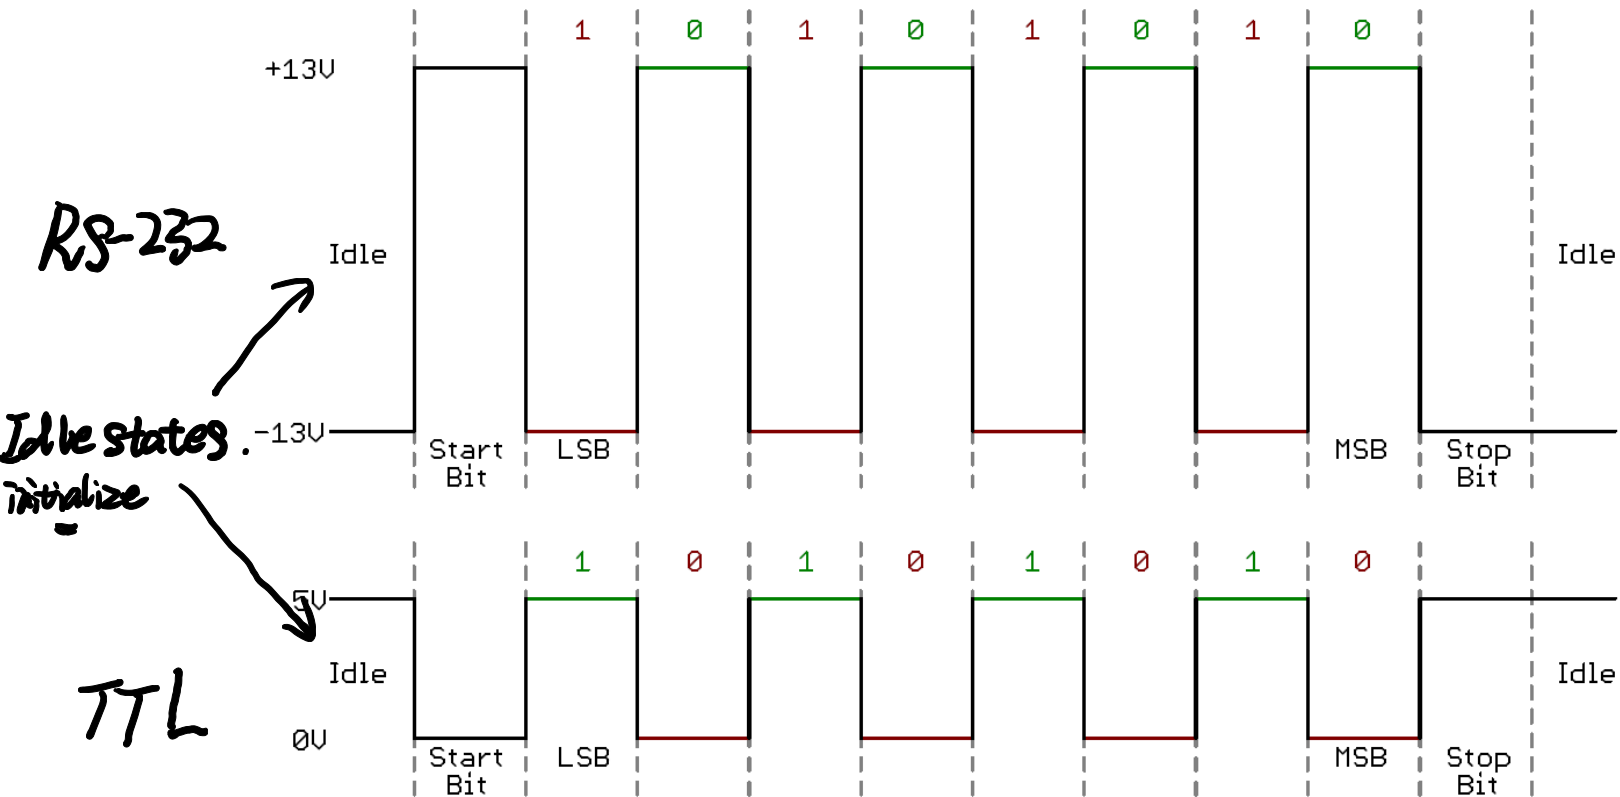 1 0 1 0 1 0 1 0
+13V
RS-232
Idle
Idle
Idle states.
initialize
-13V
Start
Bit
LSB
MSB
Stop
Bit
1 0 1 0 1 0 1 0
5V
Idle
Idle
TTL
0V
Start
Bit
LSB
MSB
Stop
Bit